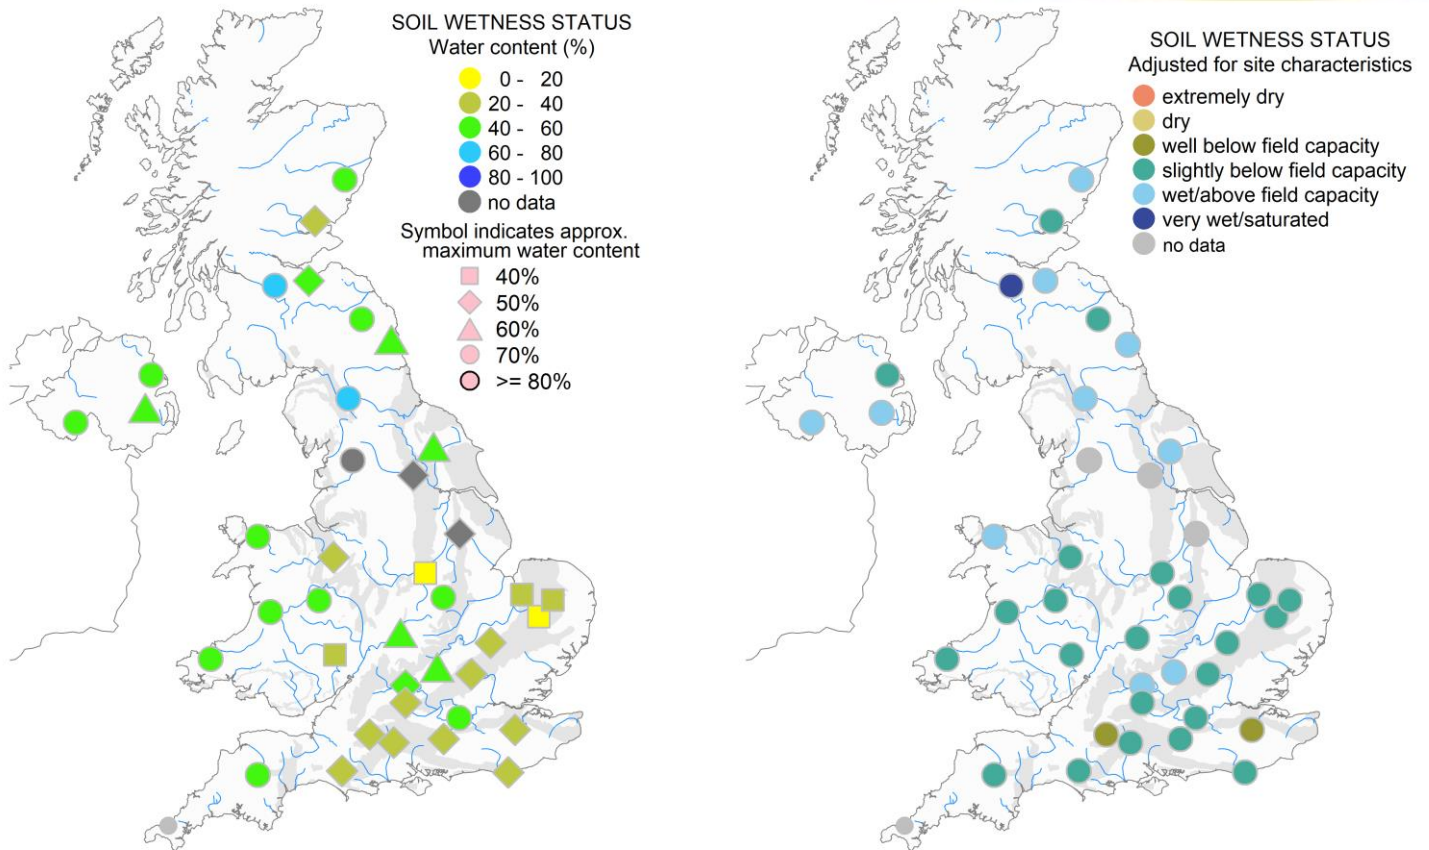 SOIL WETNESS STATUS
Water content (%)
0 - 20
20 - 40
40 - 60
60 - 80
80 - 100
no data
Symbol indicates approx.
maximum water content
40%
50%
60%
70%
>= 80%
SOIL WETNESS STATUS
Adjusted for site characteristics
extremely dry
dry
well below field capacity
slightly below field capacity
wet/above field capacity
very wet/saturated
no data